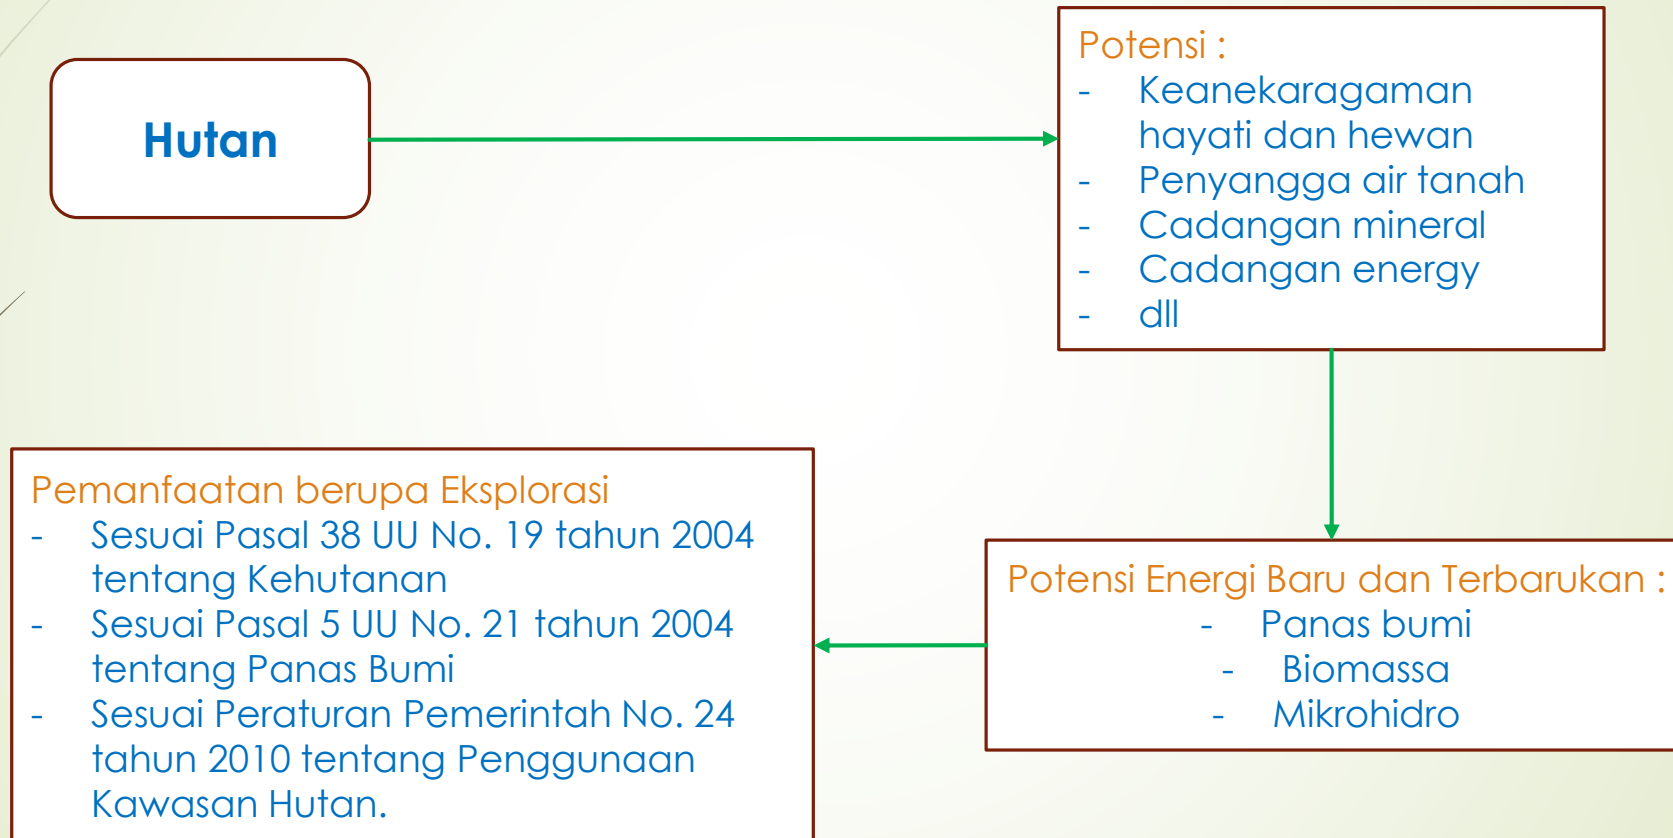 Hutan
Potensi :
- Keanekaragaman
hayati dan hewan
- Penyangga air tanah
- Cadangan mineral
- Cadangan energy
- dll
Potensi Energi Baru dan Terbarukan :
- Panas bumi
- Biomassa
- Mikrohidro
Pemanfaatan berupa Eksplorasi
- Sesuai Pasal 38 UU No. 19 tahun 2004
tentang Kehutanan
- Sesuai Pasal 5 UU No. 21 tahun 2004
tentang Panas Bumi
- Sesuai Peraturan Pemerintah No. 24
tahun 2010 tentang Penggunaan
Kawasan Hutan.